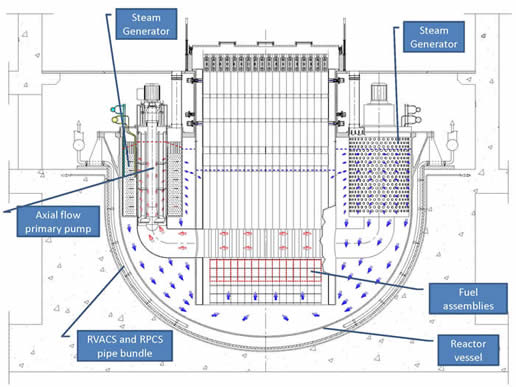 Steam
Generator
Steam
Generator
Axial flow
primary pump
Fuel
assemblies
RVACS and RPCS
pipe bundle
Reactor
vessel